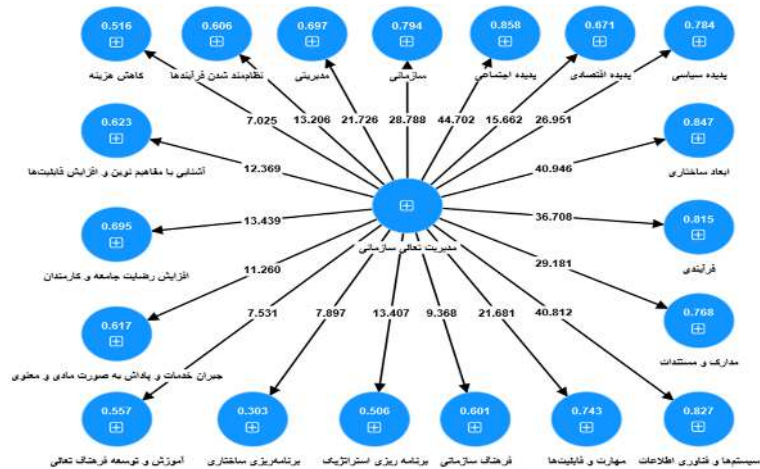 0.516 0.606 0.697 0.794 0.858 0.671 0.784
کاهش هزینه نظام‌مند شدن فرآیندها مدیریتی سازمانی پدیده اجتماعی پدیده اقتصادی پدیده سیاسی
7.025 13.206 21.726 28.788 44.702 15.662 26.951
0.623 0.847
آشنایی با مفاهیم نوین و افزایش قابلیت‌ها ابعاد ساختاری
12.369 40.946
0.695 0.815
افزایش رضایت جامعه و کارمندان فرآیندی
13.439 36.708
مدیریت تعالی سازمانی
11.260 29.181
0.617 0.768
جبران خدمات و پاداش به صورت مادی و معنوی مدارک و مستندات
7.531 7.897 13.407 9.368 21.681 40.812
0.557 0.303 0.506 0.601 0.743 0.827
آموزش و توسعه فرهنگ تعالی برنامه‌ریزی ساختاری برنامه ریزی استراتژیک فرهنگ سازمانی مهارت و قابلیت‌ها سیستم‌ها و فناوری اطلاعات